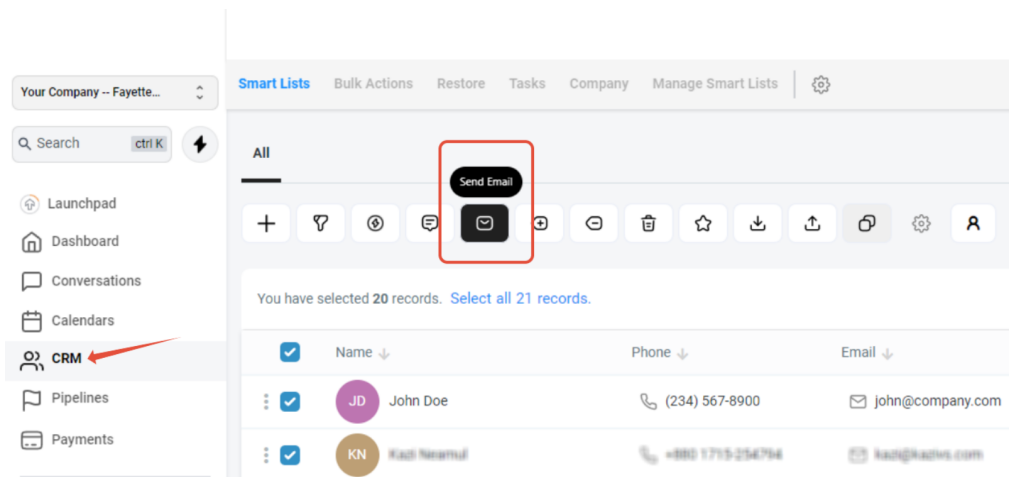 Your Company -- Fayette...
Search ctrl K
Launchpad
Dashboard
Conversations
Calendars
CRM
Pipelines
Payments
Smart Lists Bulk Actions Restore Tasks Company Manage Smart Lists
All
Send Email
You have selected 20 records. Select all 21 records.
Name Phone Email
JD John Doe (234) 567-8900 john@company.com
KN